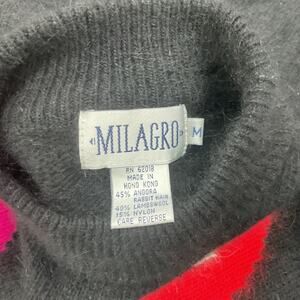 MILAGRO
M
RN 62018
MADE IN
HONG KONG
45% ANGORA
RABBIT HAIR
40% LAMBSWOOL
15% NYLON
CARE REVERSE